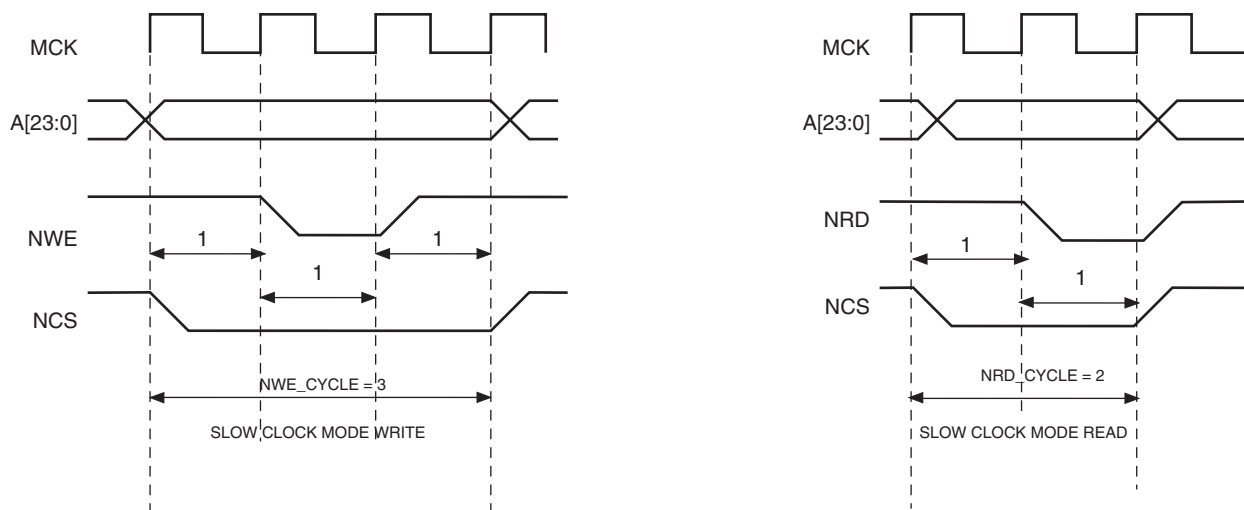 MCK
A[23:0]
NWE
1
1
1
NCS
NWE_CYCLE = 3
SLOW CLOCK MODE WRITE
MCK
A[23:0]
NRD
1
1
NCS
NRD_CYCLE = 2
SLOW CLOCK MODE READ